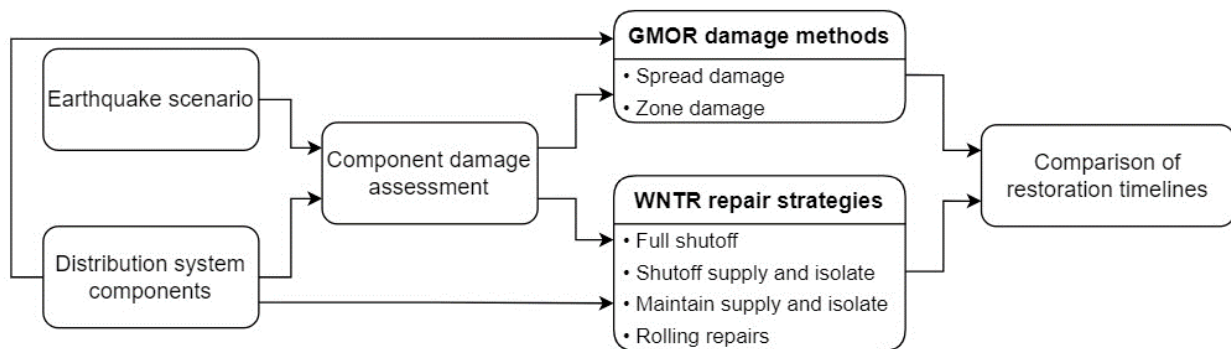 Earthquake scenario
Distribution system
components
Component damage
assessment
GMOR damage methods
• Spread damage
• Zone damage
WNTR repair strategies
• Full shutoff
• Shutoff supply and isolate
• Maintain supply and isolate
• Rolling repairs
Comparison of
restoration timelines